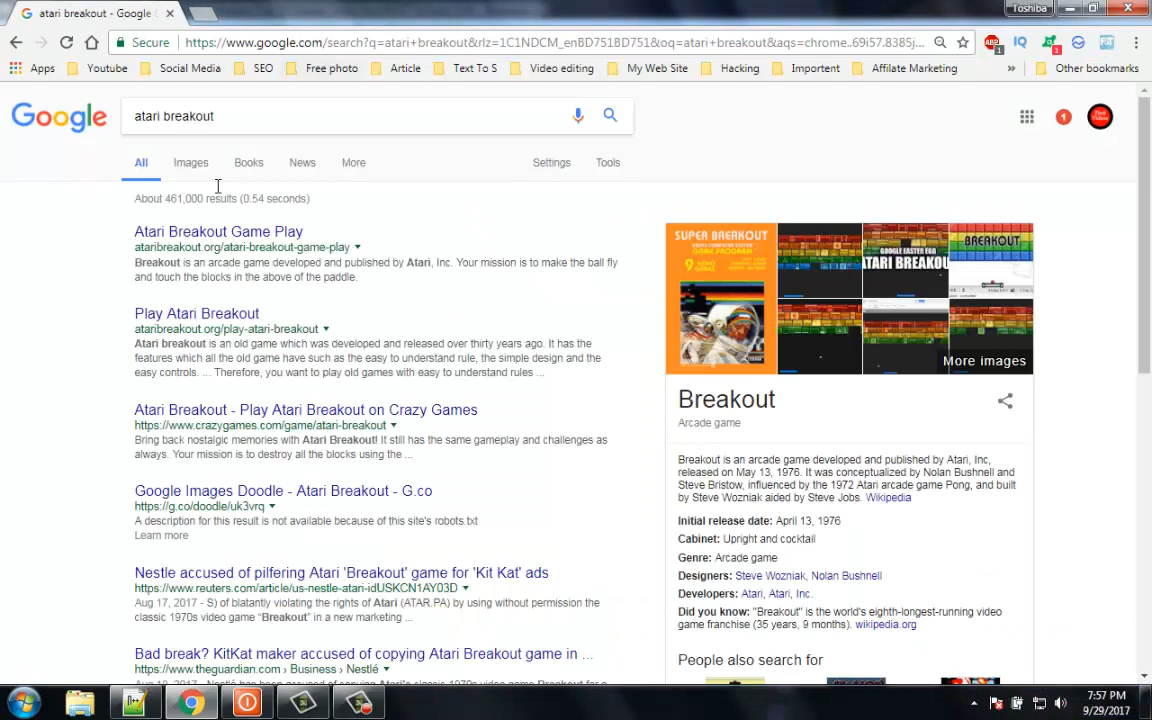 atari breakout - Google
Toshiba
Secure
https://www.google.com/search?q=atari+breakout&rlz=1C1NDCM_enBD751BD751&oq=atari+breakout&aqs=chrome..69i57.8385j...
Apps
Youtube
Social Media
SEO
Free photo
Article
Text To S
Video editing
My Web Site
Hacking
Importent
Affilate Marketing
»
Other bookmarks
Google
atari breakout
1
All
Images
Books
News
More
Settings
Tools
About 461,000 results (0.54 seconds)
Atari Breakout Game Play
ataribreakout.org/atari-breakout-game-play
Breakout is an arcade game developed and published by Atari, Inc. Your mission is to make the ball fly
and touch the blocks in the above of the paddle.
Play Atari Breakout
ataribreakout.org/play-atari-breakout
Atari breakout is an old game which was developed and released over thirty years ago. It has the
features which all the old game have such as the easy to understand rule, the simple design and the
easy controls. ... Therefore, you want to play old games with easy to understand rules ...
Atari Breakout - Play Atari Breakout on Crazy Games
https://www.crazygames.com/game/atari-breakout
Bring back nostalgic memories with Atari Breakout! It still has the same gameplay and challenges as
always. Your mission is to destroy all the blocks using the ...
Google Images Doodle - Atari Breakout - G.co
https://g.co/doodle/uk3vrq
A description for this result is not available because of this site's robots.txt
Learn more
Nestle accused of pilfering Atari 'Breakout' game for 'Kit Kat' ads
https://www.reuters.com/article/us-nestle-atari-idUSKCN1AY03D
Aug 17, 2017 - S) of blatantly violating the rights of Atari (ATAR.PA) by using without permission the
classic 1970s video game "Breakout" in a new marketing ...
Bad break? KitKat maker accused of copying Atari Breakout game in ...
https://www.theguardian.com › Business › Nestlé
SUPER BREAKOUT
GAME PROGRAM
GOOGLE EASTER EGG
ATARI BREAKOUT
BREAKOUT
More images
Breakout
Arcade game
Breakout is an arcade game developed and published by Atari, Inc,
released on May 13, 1976. It was conceptualized by Nolan Bushnell and
Steve Bristow, influenced by the 1972 Atari arcade game Pong, and built
by Steve Wozniak aided by Steve Jobs. Wikipedia
Initial release date: April 13, 1976
Cabinet: Upright and cocktail
Genre: Arcade game
Designers: Steve Wozniak, Nolan Bushnell
Developers: Atari, Atari, Inc.
Did you know: "Breakout" is the world's eighth-longest-running video
game franchise (35 years, 9 months). wikipedia.org
People also search for
7:57 PM
9/29/2017